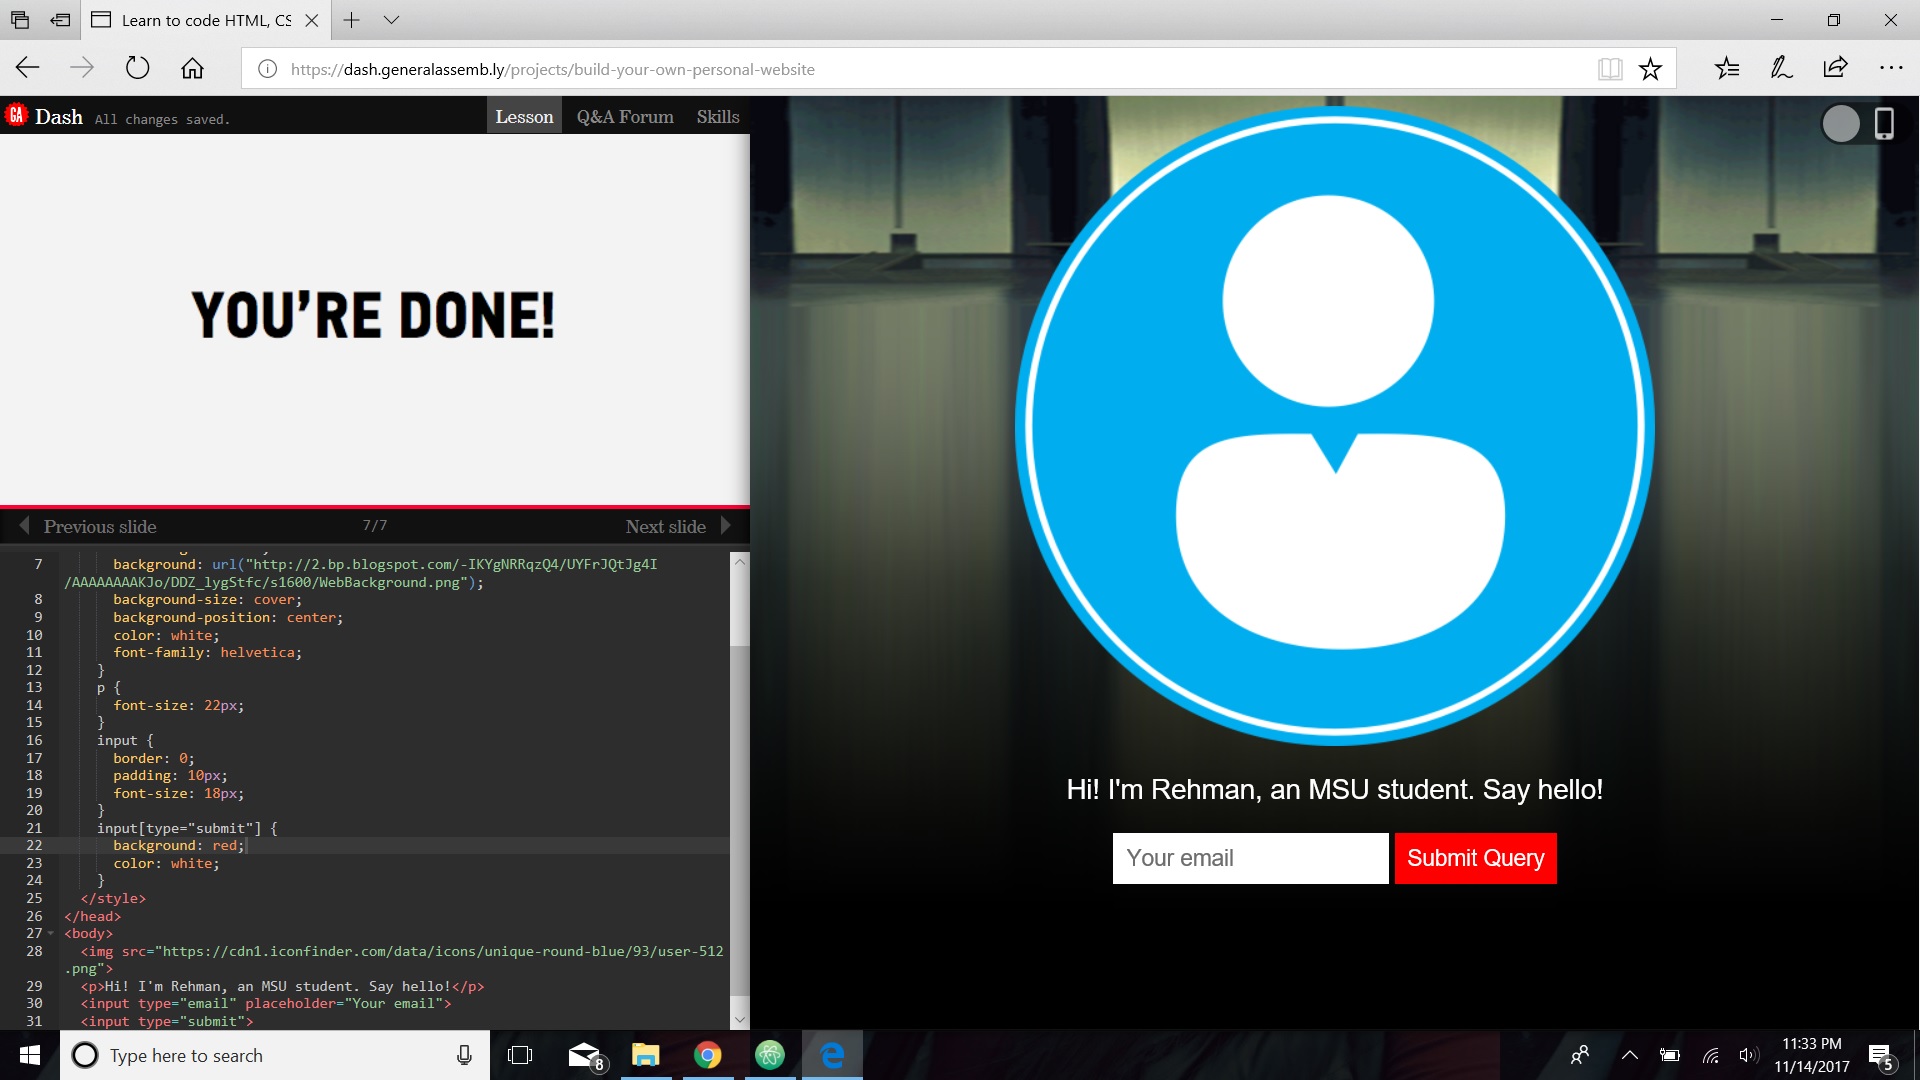 Learn to code HTML, CS
https://dash.generalassemb.ly/projects/build-your-own-personal-website
GA Dash All changes saved. Lesson Q&A Forum Skills
YOU'RE DONE!
Previous slide 7/7 Next slide
7 background: url("http://2.bp.blogspot.com/-IKYgNRRqzQ4/UYFrJQtJg4I
/AAAAAAAAKJo/DDZ_lygStfc/s1600/WebBackground.png");
8 background-size: cover;
9 background-position: center;
10 color: white;
11 font-family: helvetica;
12 }
13 p {
14 font-size: 22px;
15 }
16 input {
17 border: 0;
18 padding: 10px;
19 font-size: 18px;
20 }
21 input[type="submit"] {
22 background: red;
23 color: white;
24 }
25 </style>
26 </head>
27 <body>
28 <img src="https://cdn1.iconfinder.com/data/icons/unique-round-blue/93/user-512
.png">
29 <p>Hi! I'm Rehman, an MSU student. Say hello!</p>
30 <input type="email" placeholder="Your email">
31 <input type="submit">
Hi! I'm Rehman, an MSU student. Say hello!
Your email Submit Query
Type here to search
8
11:33 PM
11/14/2017
5